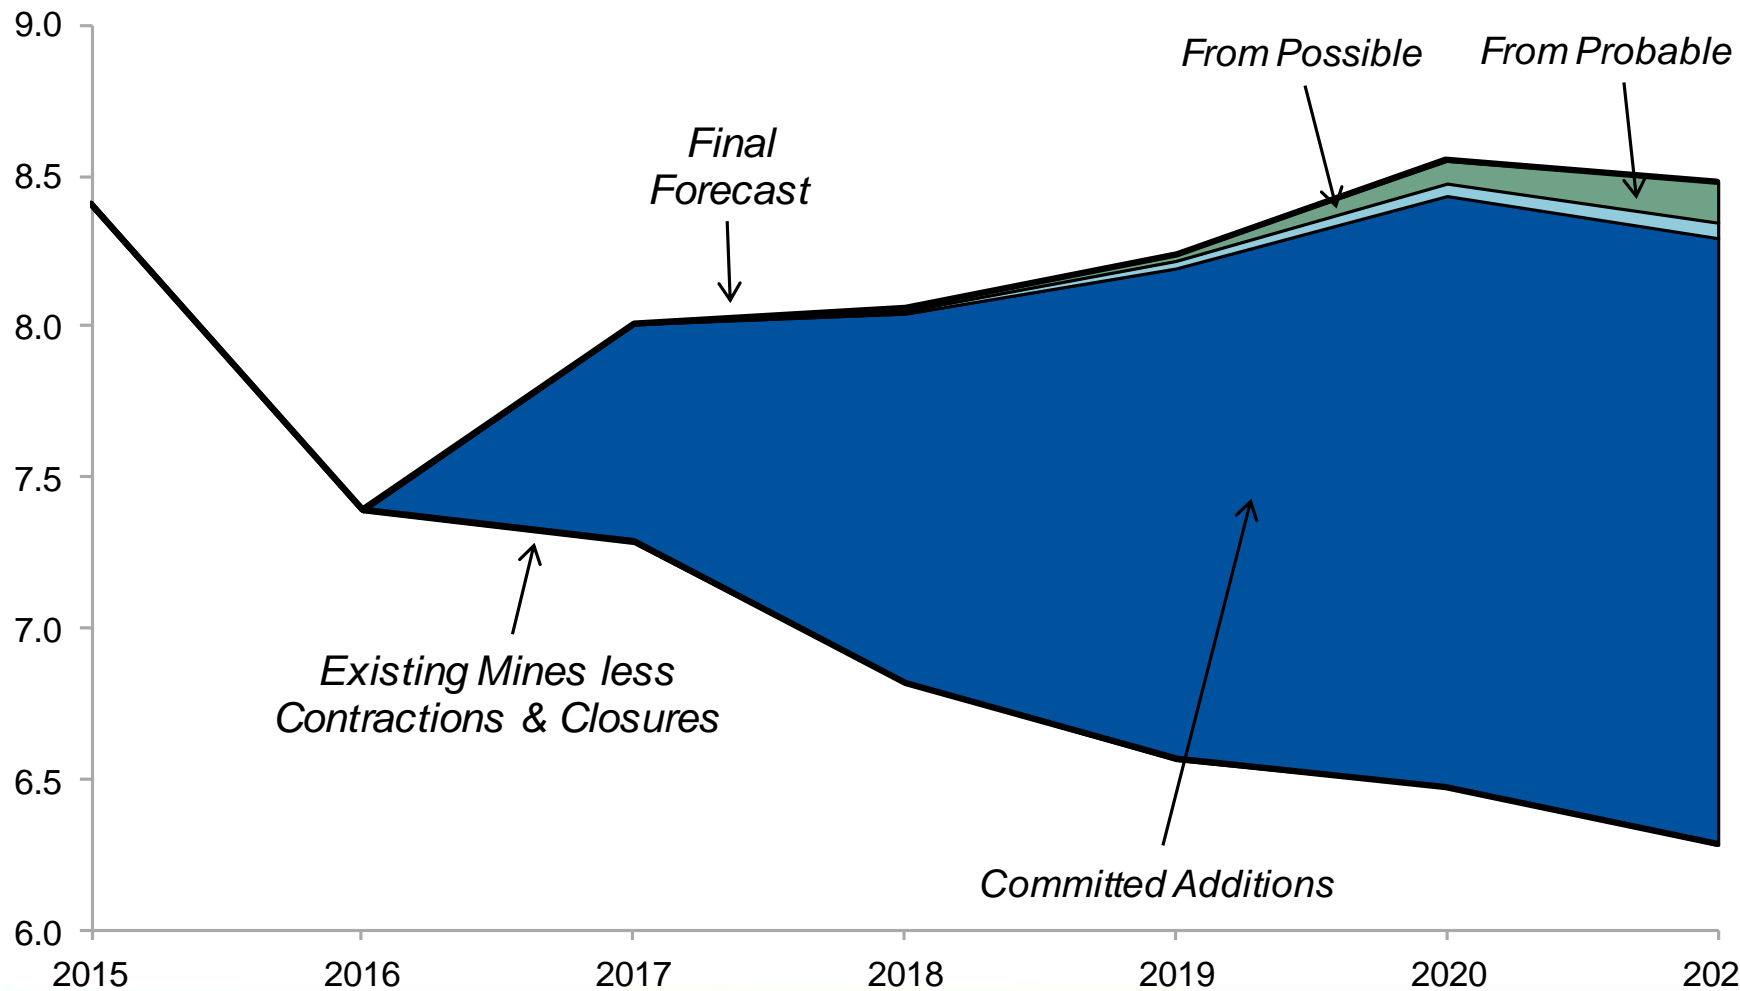 9.0
From Possible
From Probable
Final
Forecast
8.5
8.0
7.5
7.0
Existing Mines less
Contractions & Closures
6.5
Committed Additions
6.0
2015
2016
2017
2018
2019
2020
202